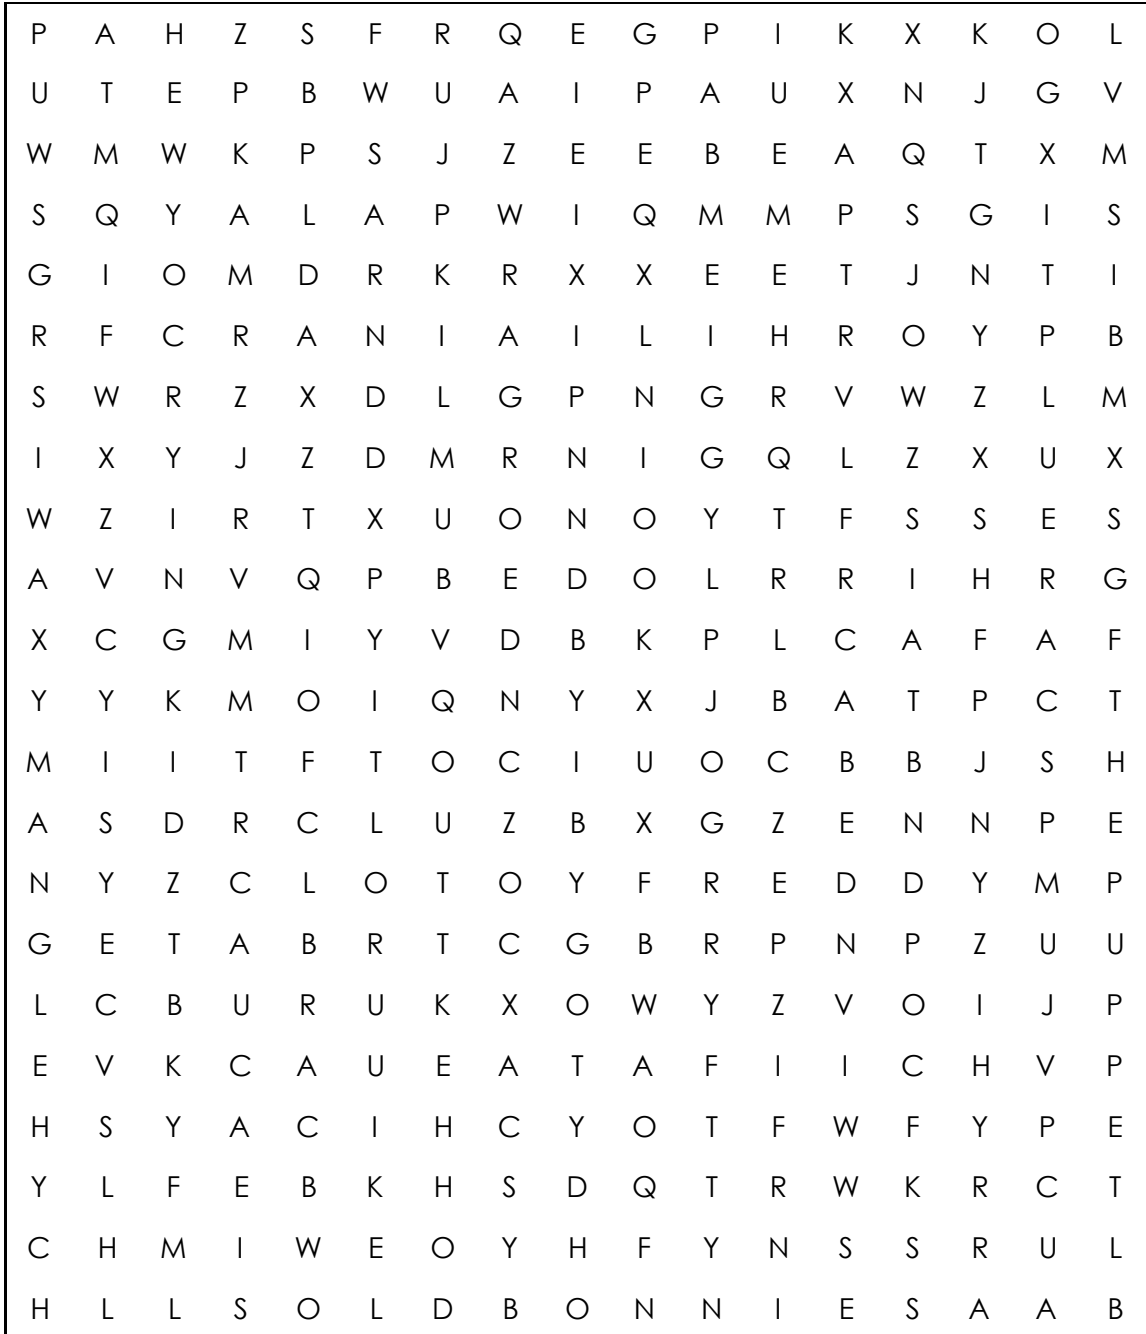 P A H Z S F R Q E G P I K X K O L
U T E P B W U A I P A U X N J G V
W M W K P S J Z E E B E A Q T X M
S Q Y A L A P W I Q M M P S G I S
G I O M D R K R X X E E T J N T I
R F C R A N I A I L I H R O Y P B
S W R Z X D L G P N G R V W Z L M
I X Y J Z D M R N I G Q L Z X U X
W Z I R T X U O N O Y T F S S E S
A V N V Q P B E D O L R R I H R G
X C G M I Y V D B K P L C A F A F
Y Y K M O I Q N Y X J B A T P C T
M I I T F T O C I U O C B B J S H
A S D R C L U Z B X G Z E N N P E
N Y Z C L O T O Y F R E D D Y M P
G E T A B R T C G B R P N P Z U U
L C B U R U K X O W Y Z V O I J P
E V K C A U E A T A F I I C H V P
H S Y A C I H C Y O T F W F Y P E
Y L F E B K H S D Q T R W K R C T
C H M I W E O Y H F Y N S S R U L
H L L S O L D B O N N I E S A A B